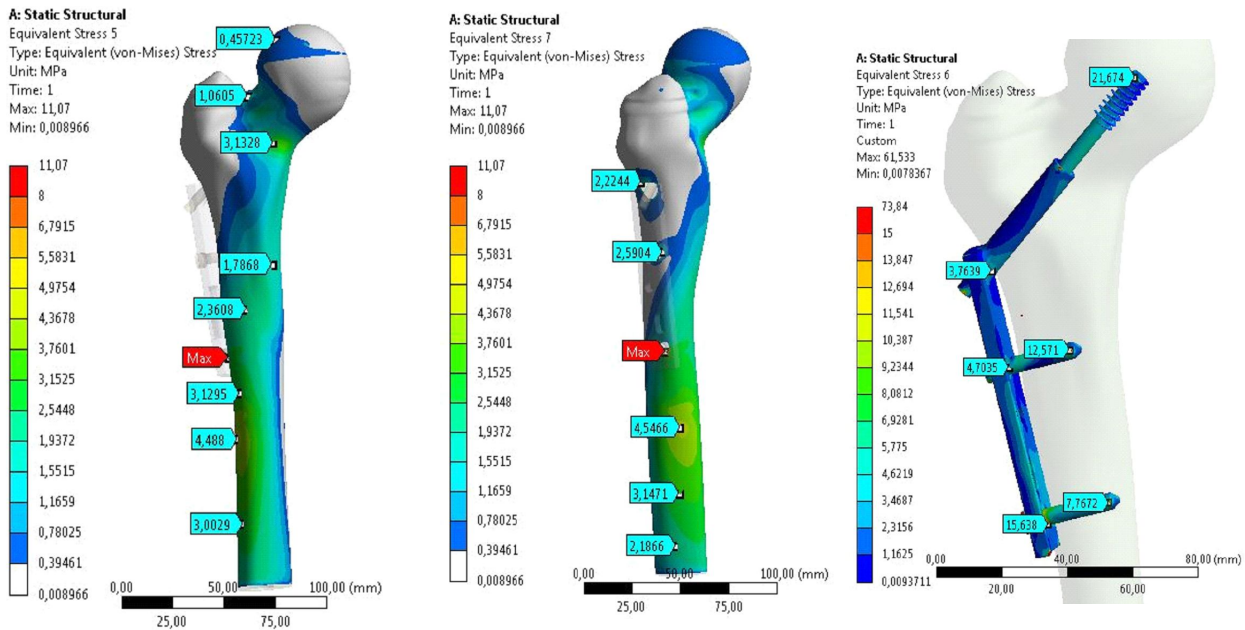 A: Static Structural
Equivalent Stress 5
Type: Equivalent (von-Mises) Stress
Unit: MPa
Time: 1
Max: 11,07
Min: 0,008966
11,07
8
6,7915
5,5831
4,9754
4,3678
3,7601
3,1525
2,5448
1,9372
1,5515
1,1659
0,78025
0,39461
0,008966
0,45723
1,0605
3,1328
1,7868
2,3608
Max
3,1295
4,488
3,0029
0,00
50,00
100,00 (mm)
25,00
75,00
A: Static Structural
Equivalent Stress 7
Type: Equivalent (von-Mises) Stress
Unit: MPa
Time: 1
Max: 11,07
Min: 0,008966
11,07
8
6,7915
5,5831
4,9754
4,3678
3,7601
3,1525
2,5448
1,9372
1,5515
1,1659
0,78025
0,39461
0,008966
2,2244
2,5904
Max
4,5466
3,1471
2,1866
0,00
50,00
100,00 (mm)
25,00
75,00
A: Static Structural
Equivalent Stress 6
Type: Equivalent (von-Mises) Stress
Unit: MPa
Time: 1
Custom
Max: 61,533
Min: 0,0078367
73,84
15
13,847
12,694
11,541
10,387
9,2344
8,0812
6,9281
5,775
4,6219
3,4687
2,3156
1,1625
0,0093711
21,674
3,7639
12,571
4,7035
7,7672
15,638
0,00
40,00
80,00 (mm)
20,00
60,00